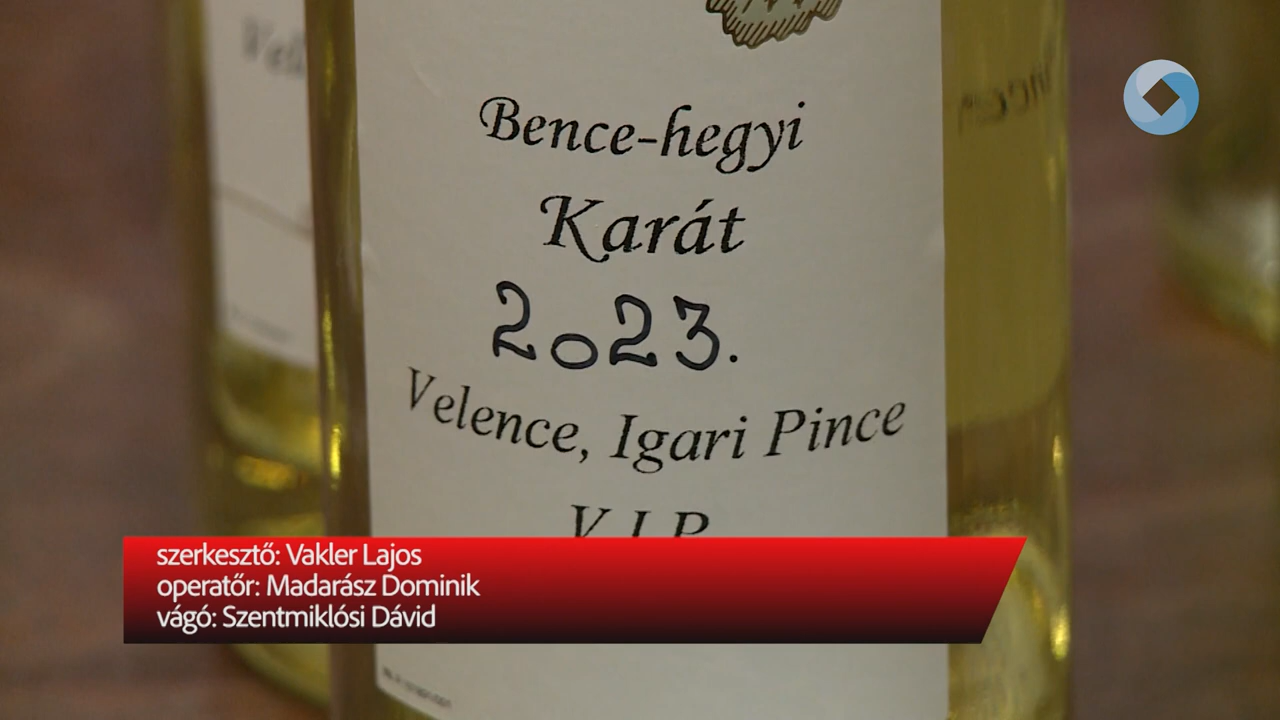 Bence-hegyi
Karát
2023.
Velence, Igari Pince
V.I.P.
szerkesztő: Vakler Lajos
operatőr: Madarász Dominik
vágó: Szentmiklósi Dávid